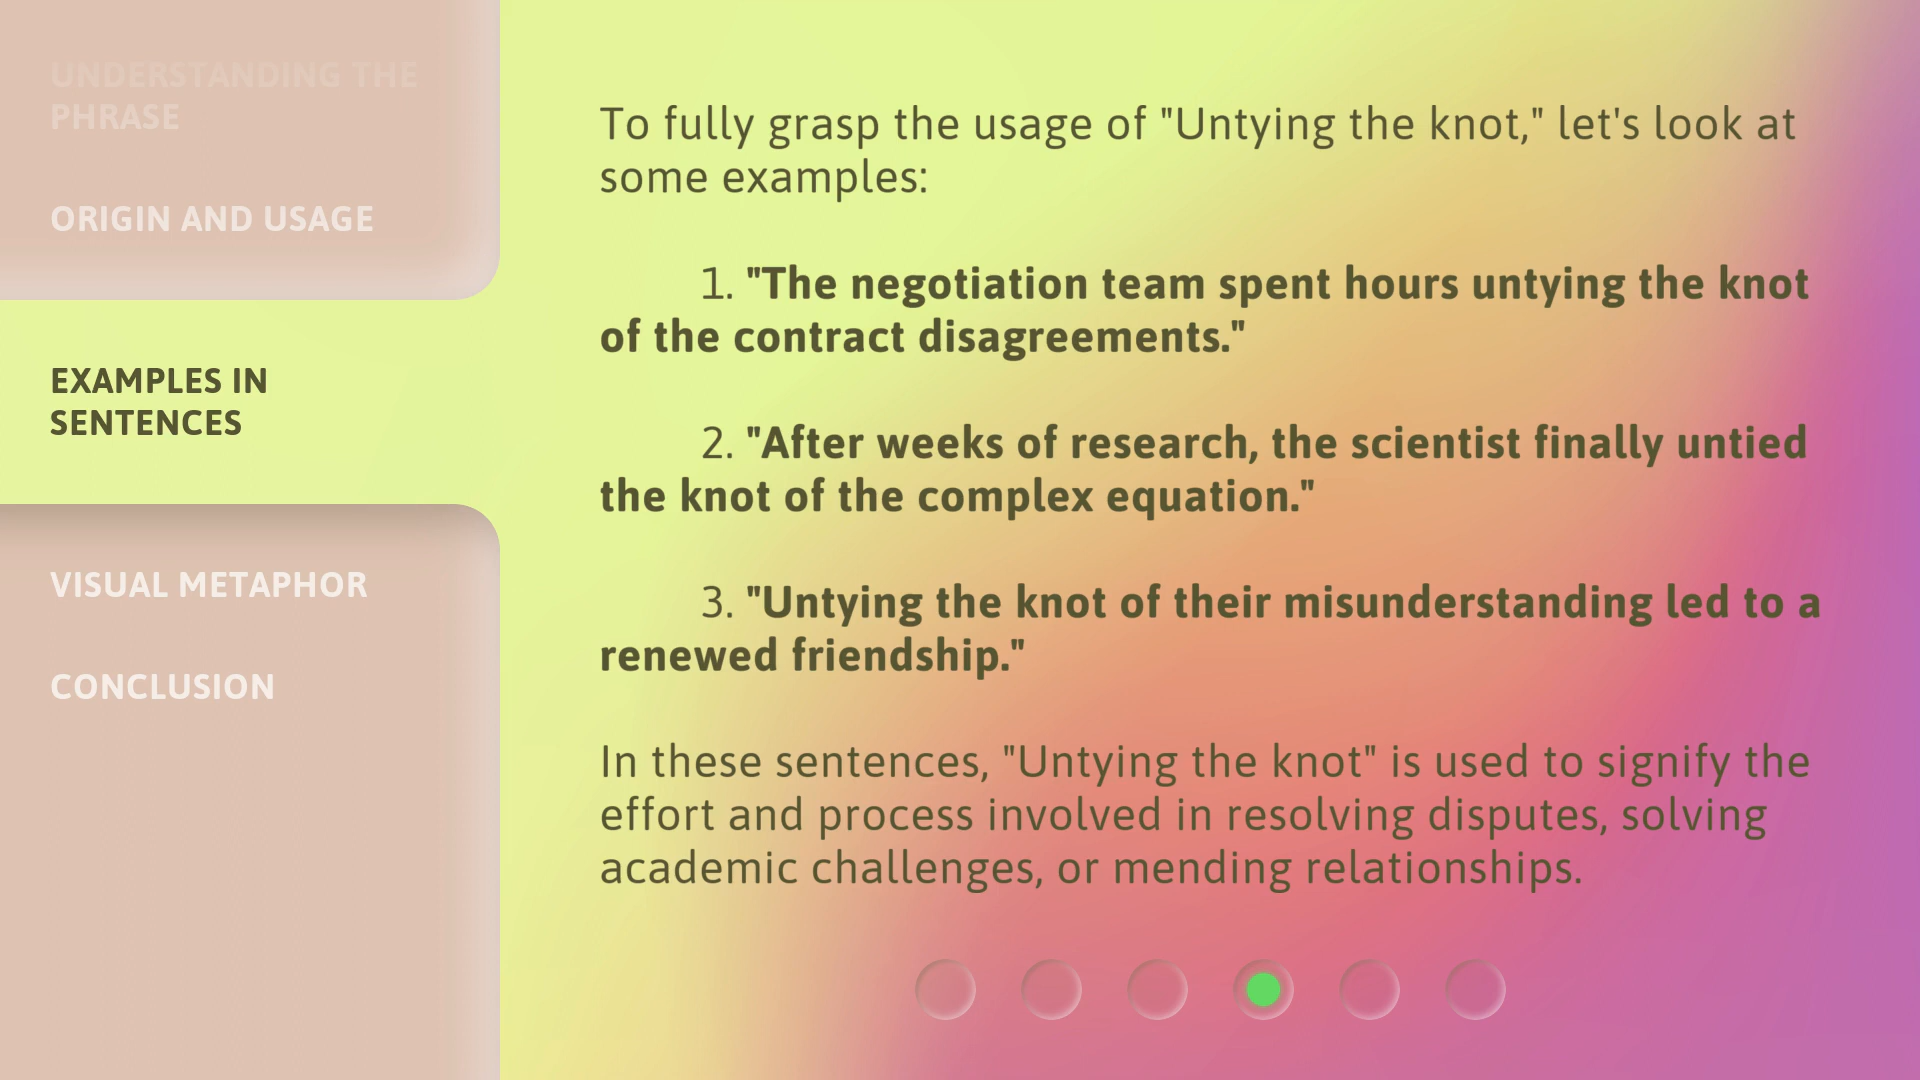 UNDERSTANDING THE
PHRASE
ORIGIN AND USAGE
EXAMPLES IN
SENTENCES
VISUAL METAPHOR
CONCLUSION
To fully grasp the usage of "Untying the knot," let's look at
some examples:
1. "The negotiation team spent hours untying the knot
of the contract disagreements."
2. "After weeks of research, the scientist finally untied
the knot of the complex equation."
3. "Untying the knot of their misunderstanding led to a
renewed friendship."
In these sentences, "Untying the knot" is used to signify the
effort and process involved in resolving disputes, solving
academic challenges, or mending relationships.